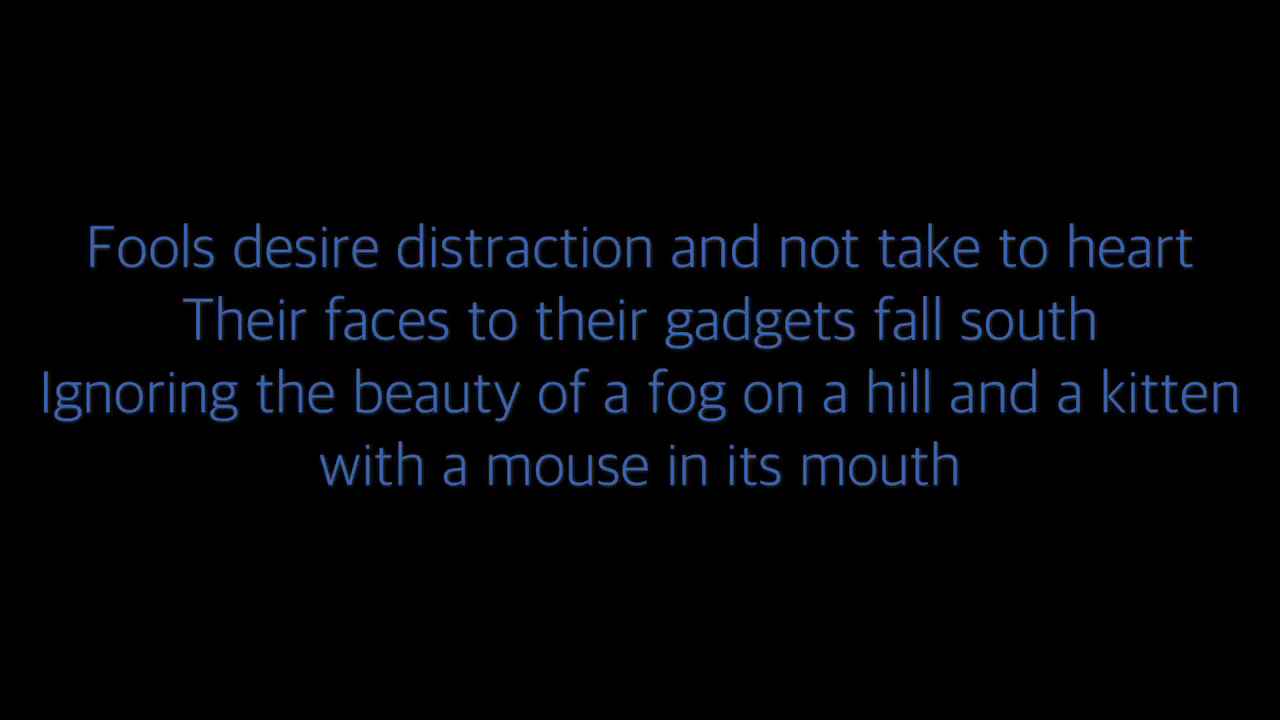 Fools desire distraction and not take to heart
Their faces to their gadgets fall south
Ignoring the beauty of a fog on a hill and a kitten
with a mouse in its mouth